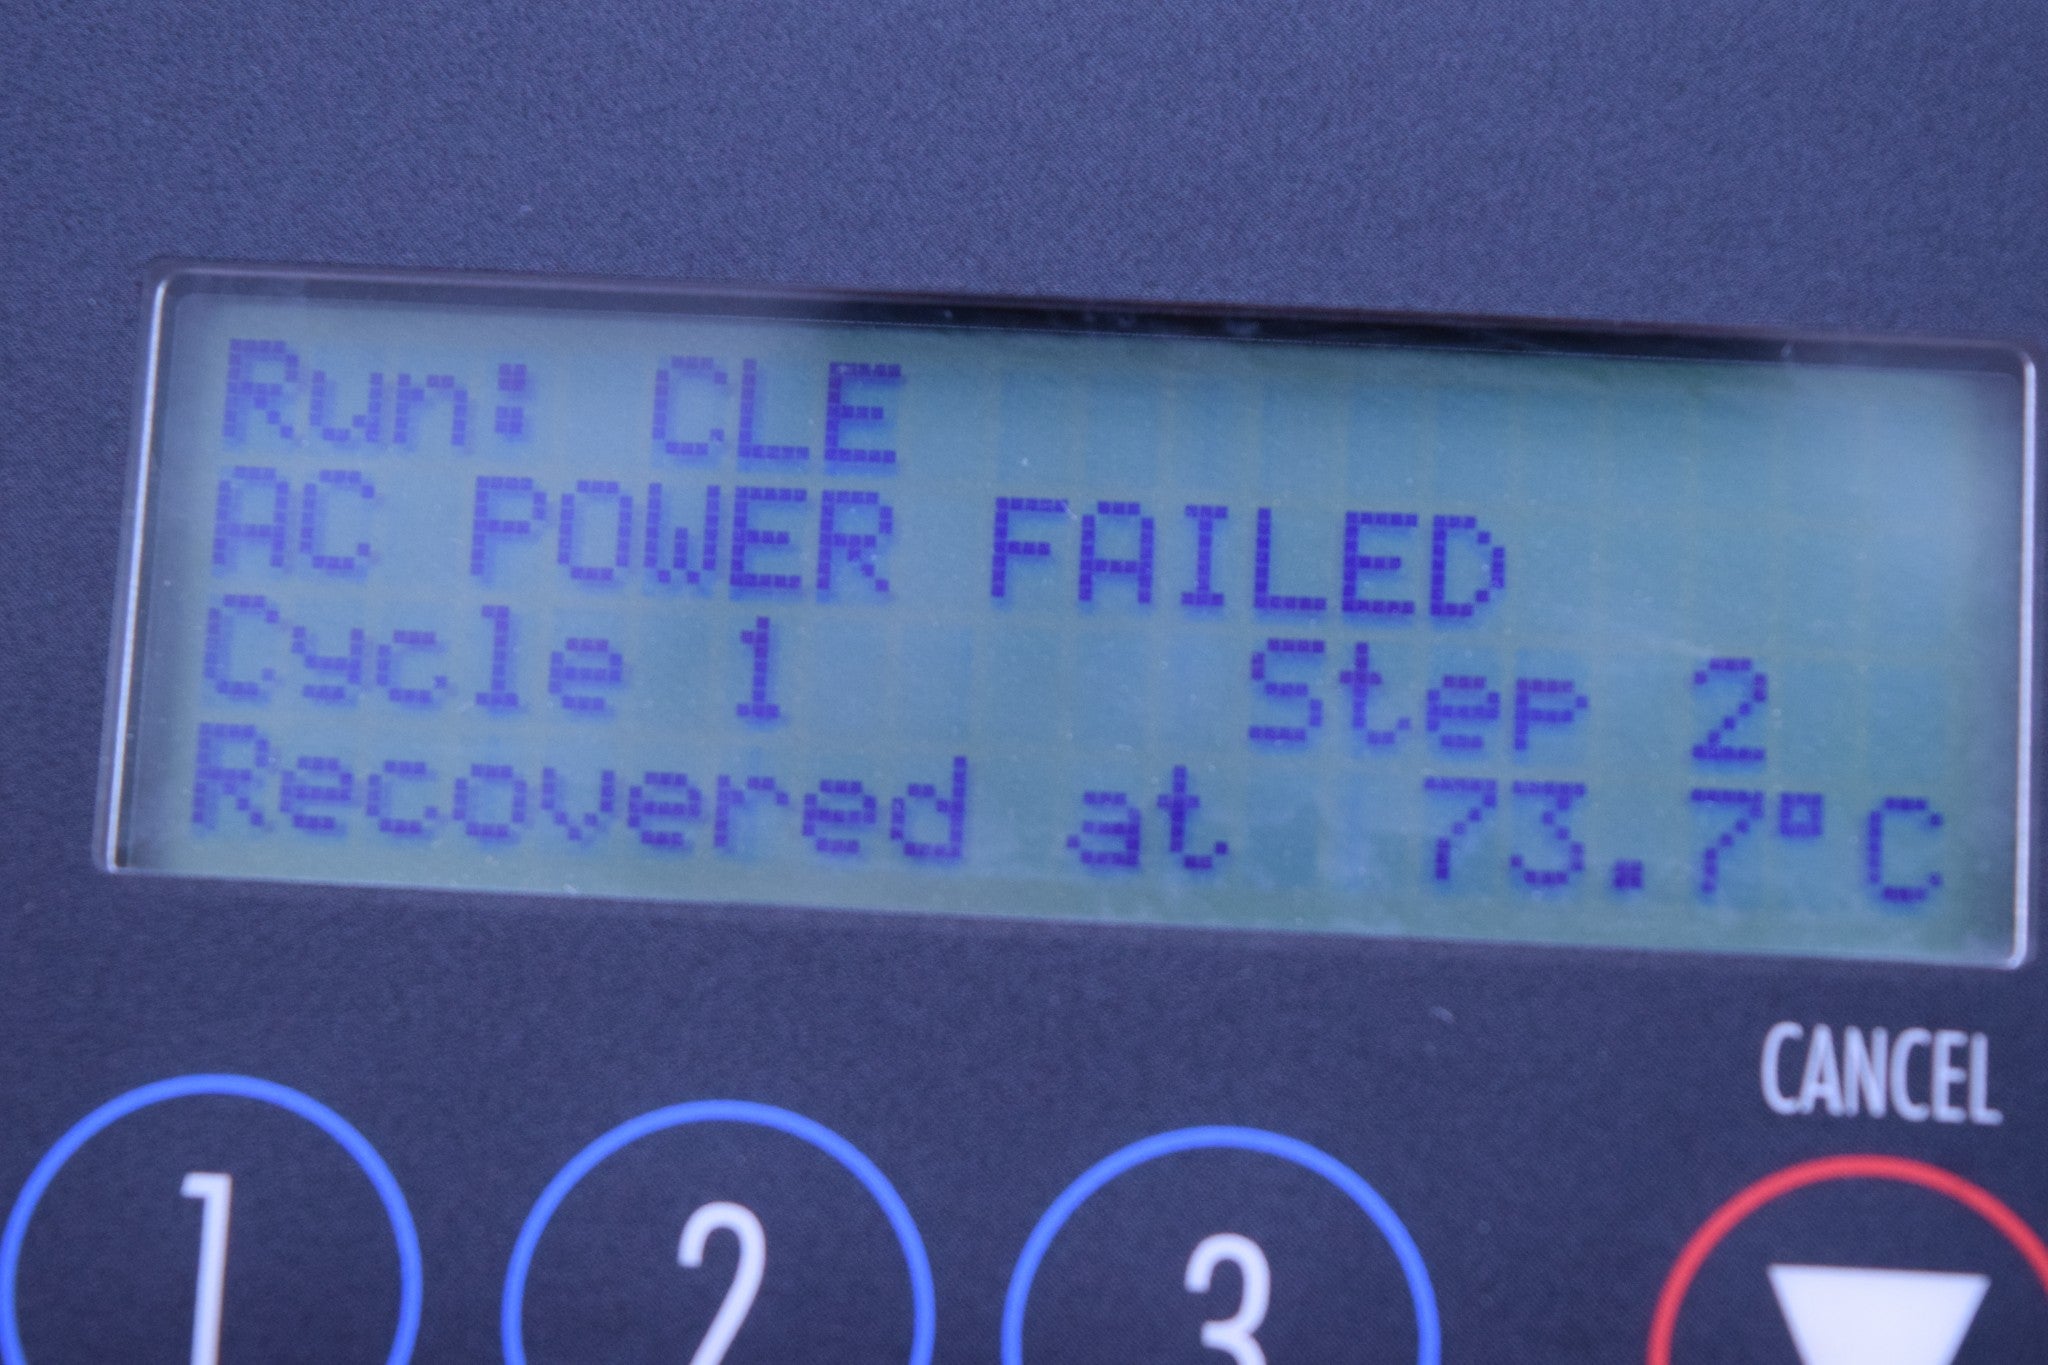 Run: CLE
AC POWER FAILED
Cycle 1 Step 2
Recovered at 73.7°C
CANCEL
1 2 3